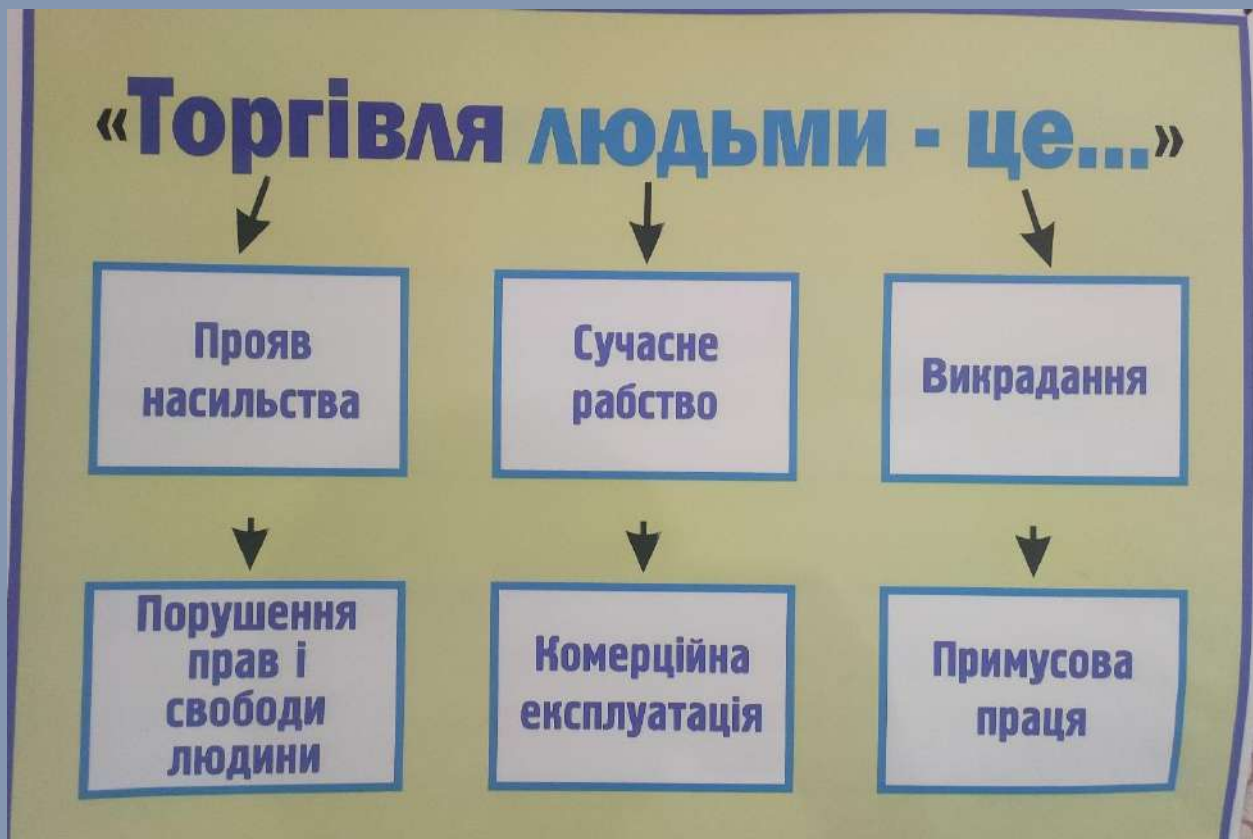 «Торгівля людьми - це...»
Прояв
насильства
Сучасне
рабство
Викрадання
Порушення
прав і
свободи
людини
Комерційна
експлуатація
Примусова
праця